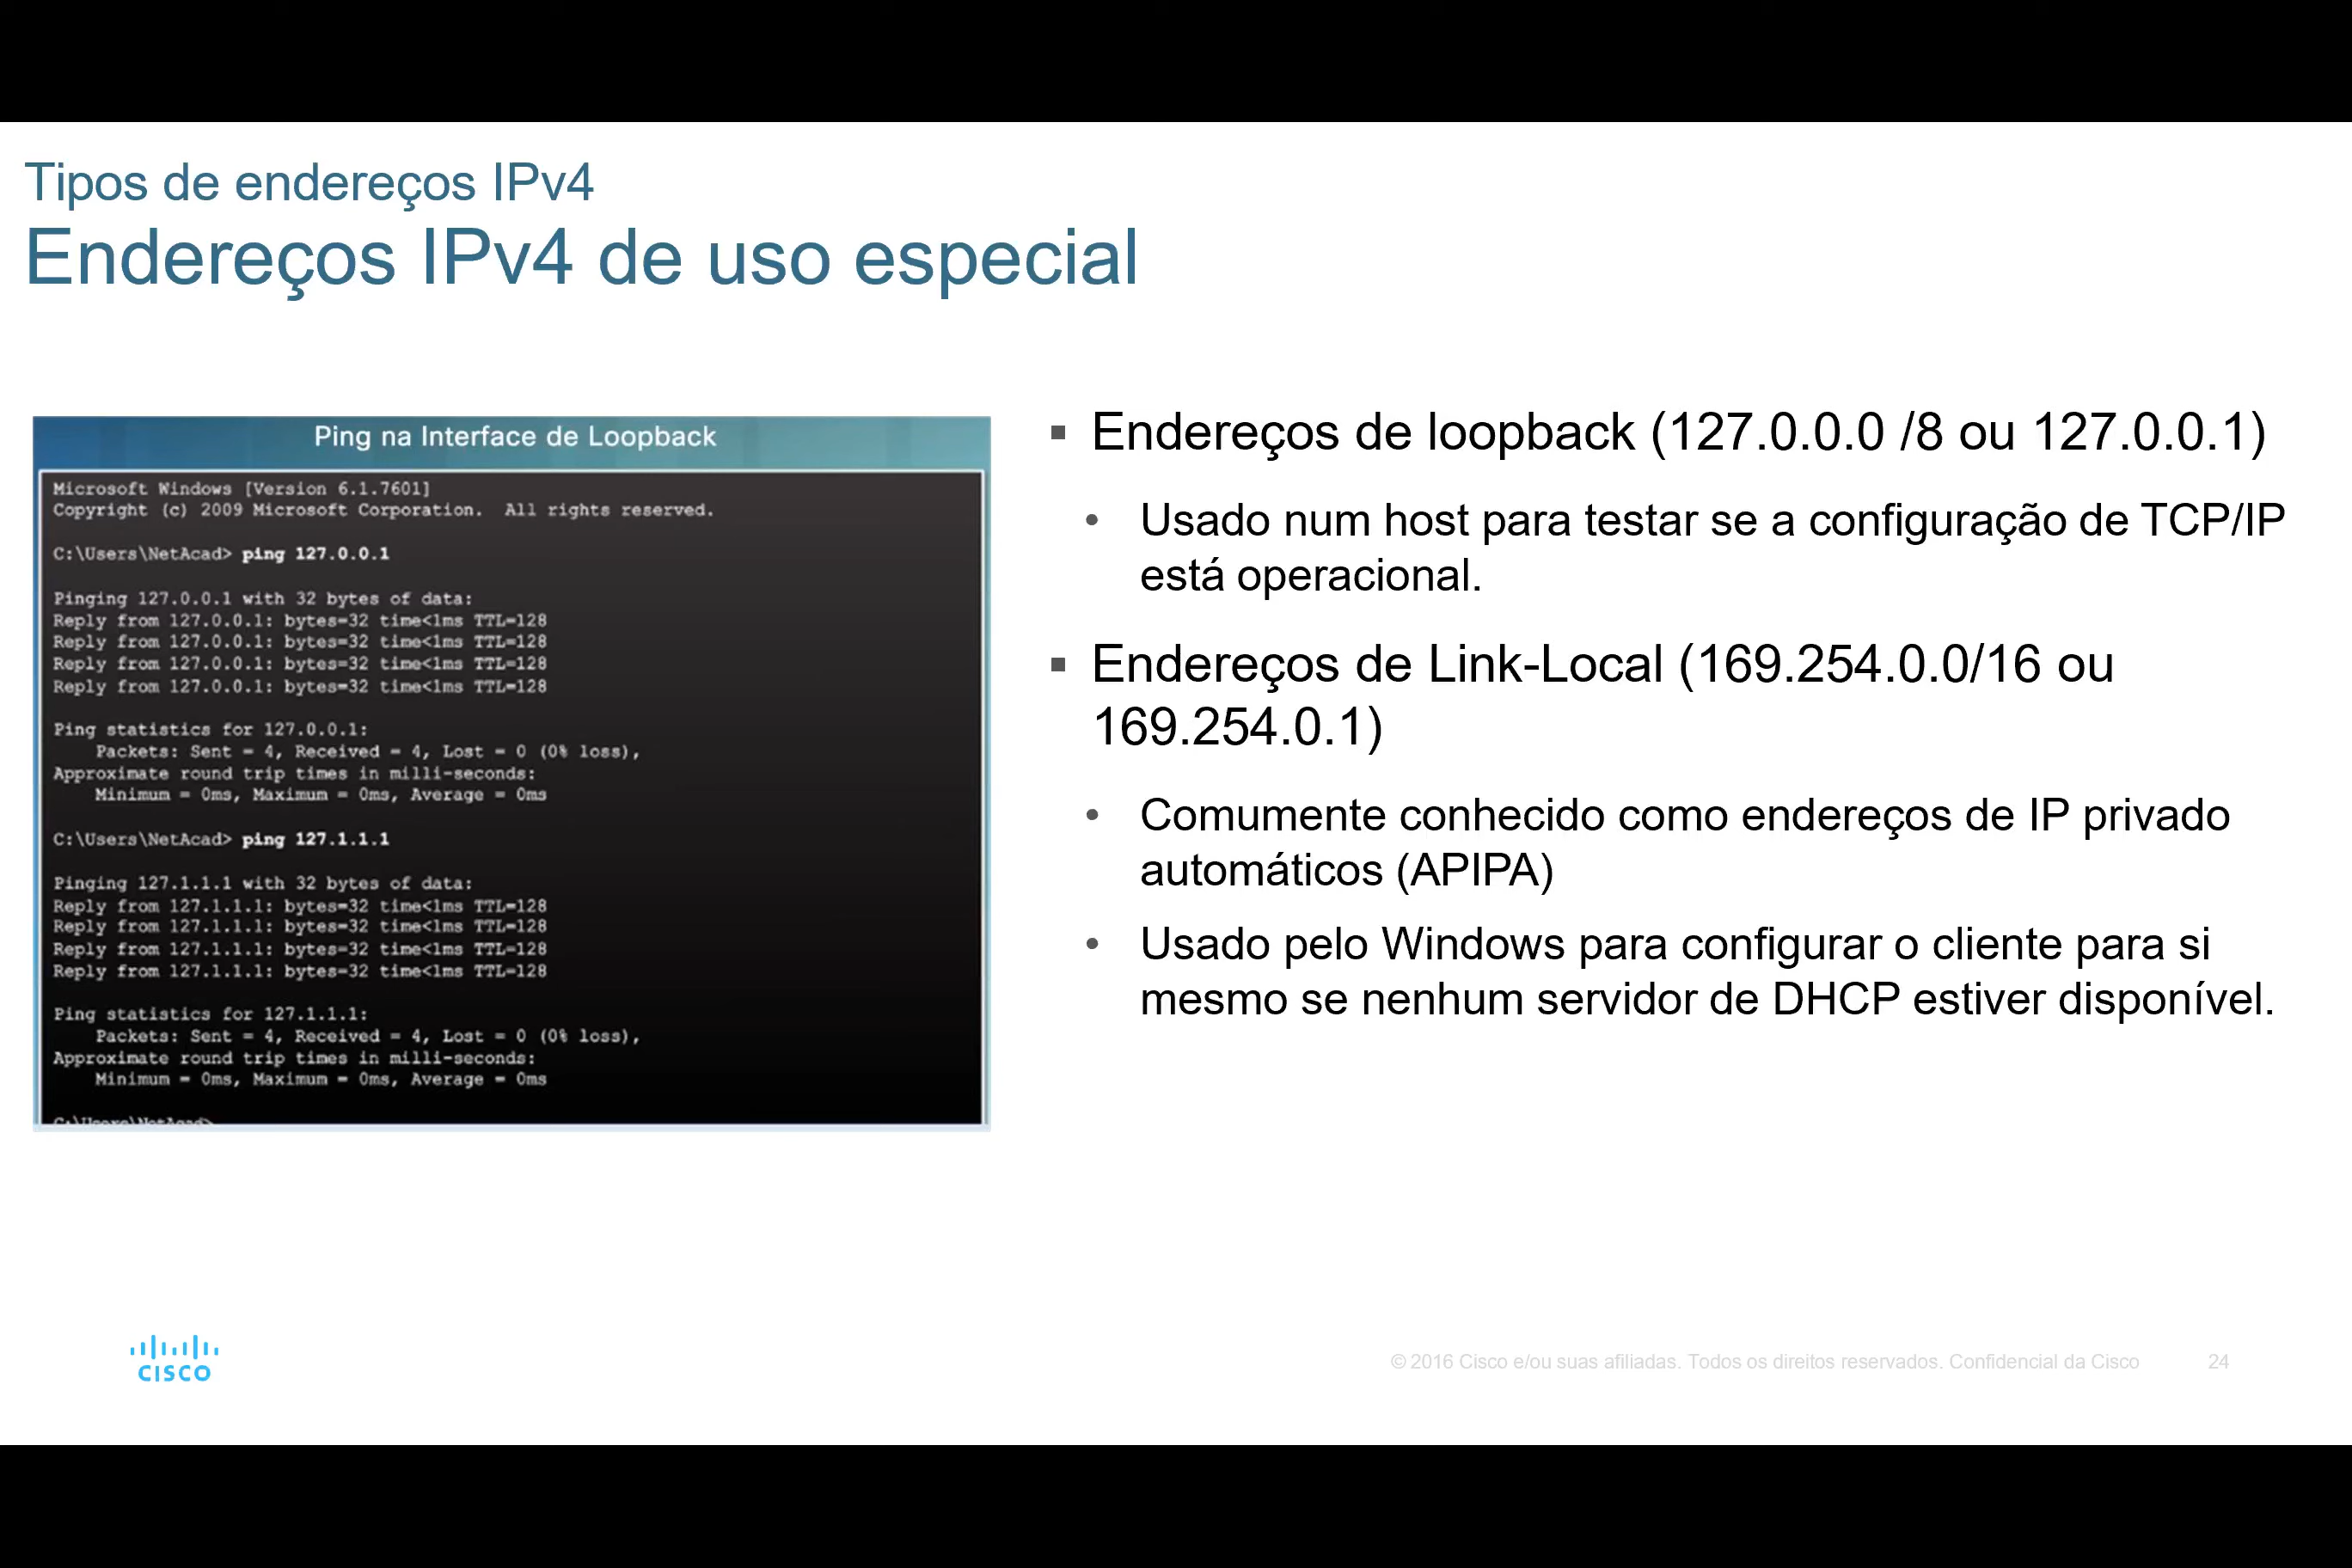 Tipos de endereços IPv4
Endereços IPv4 de uso especial
Ping na Interface de Loopback
Microsoft Windows [Version 6.1.7601]
Copyright (c) 2009 Microsoft Corporation.  All rights reserved.
C:\Users\NetAcad> ping 127.0.0.1
Pinging 127.0.0.1 with 32 bytes of data:
Reply from 127.0.0.1: bytes=32 time<1ms TTL=128
Reply from 127.0.0.1: bytes=32 time<1ms TTL=128
Reply from 127.0.0.1: bytes=32 time<1ms TTL=128
Reply from 127.0.0.1: bytes=32 time<1ms TTL=128
Ping statistics for 127.0.0.1:
Packets: Sent = 4, Received = 4, Lost = 0 (0% loss),
Approximate round trip times in milli-seconds:
Minimum = 0ms, Maximum = 0ms, Average = 0ms
C:\Users\NetAcad> ping 127.1.1.1
Pinging 127.1.1.1 with 32 bytes of data:
Reply from 127.1.1.1: bytes=32 time<1ms TTL=128
Reply from 127.1.1.1: bytes=32 time<1ms TTL=128
Reply from 127.1.1.1: bytes=32 time<1ms TTL=128
Reply from 127.1.1.1: bytes=32 time<1ms TTL=128
Ping statistics for 127.1.1.1:
Packets: Sent = 4, Received = 4, Lost = 0 (0% loss),
Approximate round trip times in milli-seconds:
Minimum = 0ms, Maximum = 0ms, Average = 0ms
C:\Users\NetAcad>
▪ Endereços de loopback (127.0.0.0 /8 ou 127.0.0.1)
• Usado num host para testar se a configuração de TCP/IP
está operacional.
▪ Endereços de Link-Local (169.254.0.0/16 ou
169.254.0.1)
• Comumente conhecido como endereços de IP privado
automáticos (APIPA)
• Usado pelo Windows para configurar o cliente para si
mesmo se nenhum servidor de DHCP estiver disponível.
CISCO
© 2016 Cisco e/ou suas afiliadas. Todos os direitos reservados. Confidencial da Cisco
24